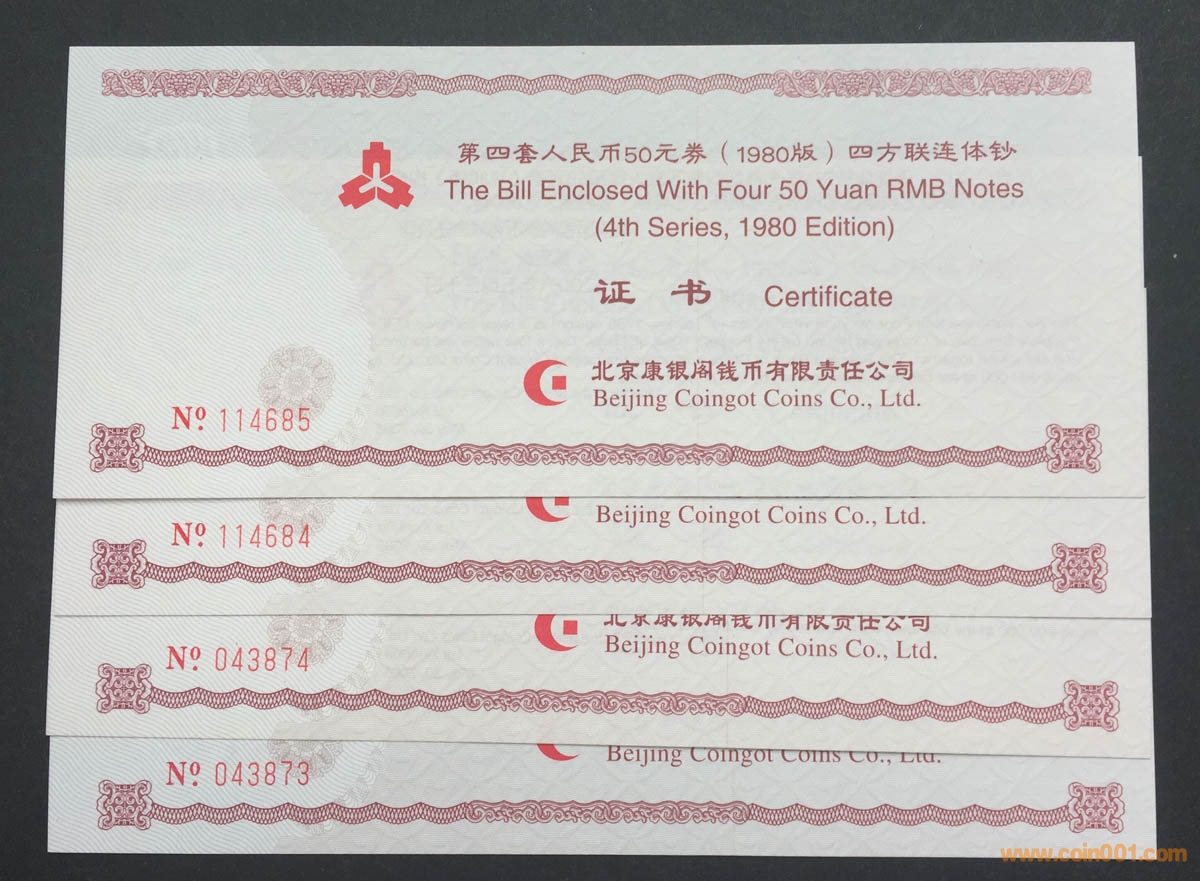 第四套人民币50元券（1980版）四方联连体钞
The Bill Enclosed With Four 50 Yuan RMB Notes
(4th Series, 1980 Edition)
证书 Certificate
北京康银阁钱币有限责任公司
Beijing Coingot Coins Co., Ltd.
Nº 114685
Beijing Coingot Coins Co., Ltd.
Nº 114684
北京康银阁钱币有限责任公司
Beijing Coingot Coins Co., Ltd.
Nº 043874
Beijing Coingot Coins Co., Ltd.
Nº 043873
www.coin001.com